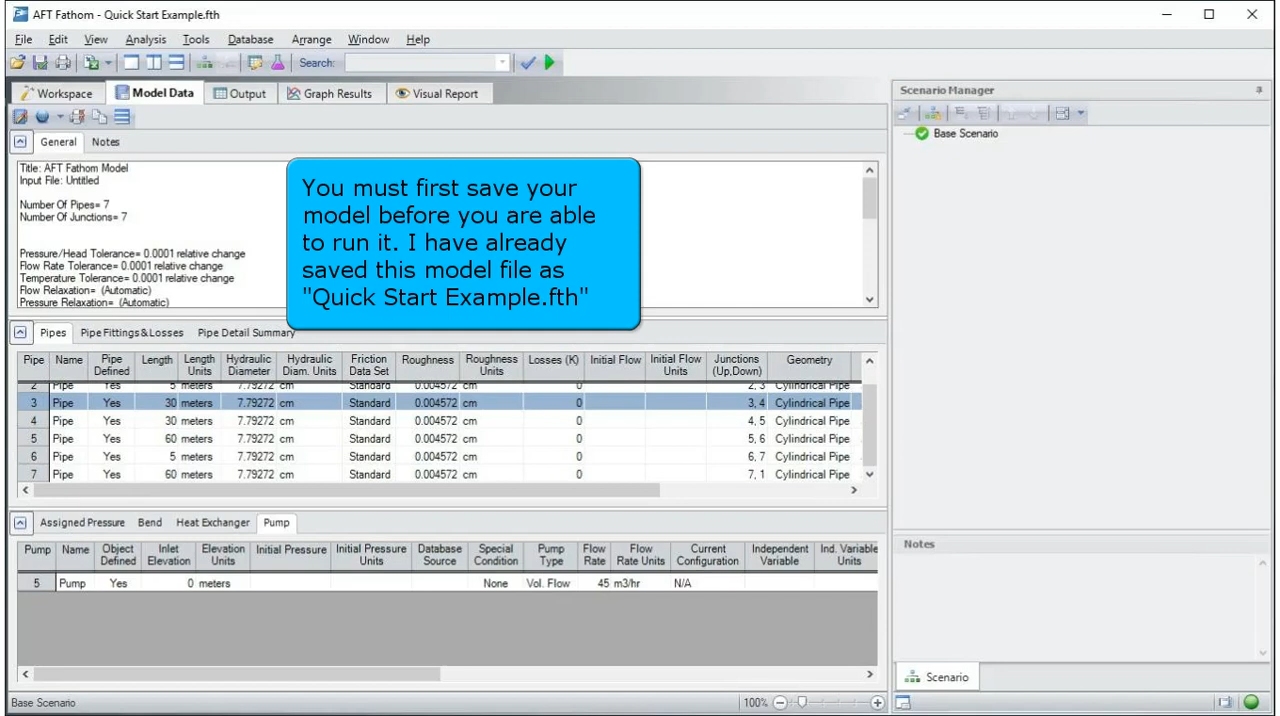 AFT Fathom - Quick Start Example.fth
File Edit View Analysis Tools Database Arrange Window Help
Search:
Workspace Model Data Output Graph Results Visual Report
General Notes
Title: AFT Fathom Model
Input File: Untitled
Number Of Pipes= 7
Number Of Junctions= 7
Pressure/Head Tolerance= 0.0001 relative change
Flow Rate Tolerance= 0.0001 relative change
Temperature Tolerance= 0.0001 relative change
Flow Relaxation= (Automatic)
Pressure Relaxation= (Automatic)
You must first save your
model before you are able
to run it. I have already
saved this model file as
"Quick Start Example.fth"
Pipes Pipe Fittings & Losses Pipe Detail Summary
Pipe Name Pipe Defined Length Length Units Hydraulic Diameter Hydraulic Diam. Units Friction Data Set Roughness Roughness Units Losses (K) Initial Flow Initial Flow Units Junctions (Up,Down) Geometry
2 Pipe Yes 5 meters 7.79272 cm Standard 0.004572 cm 0 2, 3 Cylindrical Pipe
3 Pipe Yes 30 meters 7.79272 cm Standard 0.004572 cm 0 3, 4 Cylindrical Pipe
4 Pipe Yes 30 meters 7.79272 cm Standard 0.004572 cm 0 4, 5 Cylindrical Pipe
5 Pipe Yes 60 meters 7.79272 cm Standard 0.004572 cm 0 5, 6 Cylindrical Pipe
6 Pipe Yes 5 meters 7.79272 cm Standard 0.004572 cm 0 6, 7 Cylindrical Pipe
7 Pipe Yes 60 meters 7.79272 cm Standard 0.004572 cm 0 7, 1 Cylindrical Pipe
Assigned Pressure Bend Heat Exchanger Pump
Pump Name Object Defined Inlet Elevation Elevation Units Initial Pressure Initial Pressure Units Database Source Special Condition Pump Type Flow Rate Flow Rate Units Current Configuration Independent Variable Ind. Variable Units
5 Pump Yes 0 meters None Vol. Flow 45 m3/hr N/A
Base Scenario
100%
Scenario Manager
Base Scenario
Notes
Scenario